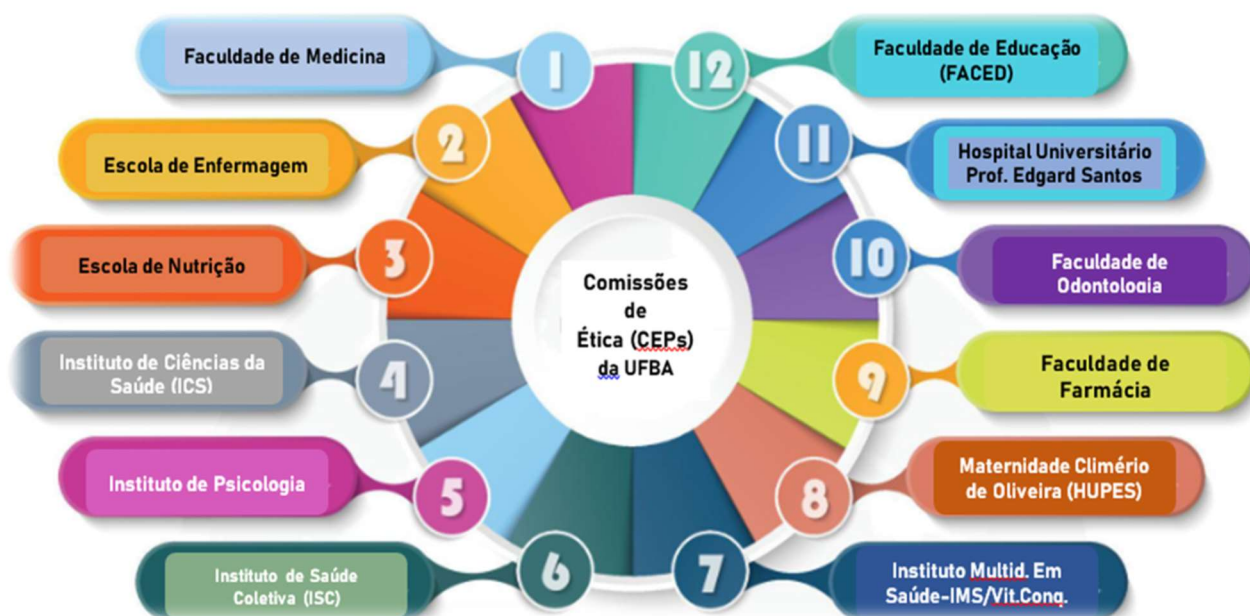 Comissões
de
Ética (CEPs)
da UFBA
1
Faculdade de Medicina
2
Escola de Enfermagem
3
Escola de Nutrição
4
Instituto de Ciências da
Saúde (ICS)
5
Instituto de Psicologia
6
Instituto de Saúde
Coletiva (ISC)
7
Instituto Multid. Em
Saúde-IMS/Vit.Conq.
8
Maternidade Climério
de Oliveira (HUPES)
9
Faculdade de
Farmácia
10
Faculdade de
Odontologia
11
Hospital Universitário
Prof. Edgard Santos
12
Faculdade de Educação
(FACED)